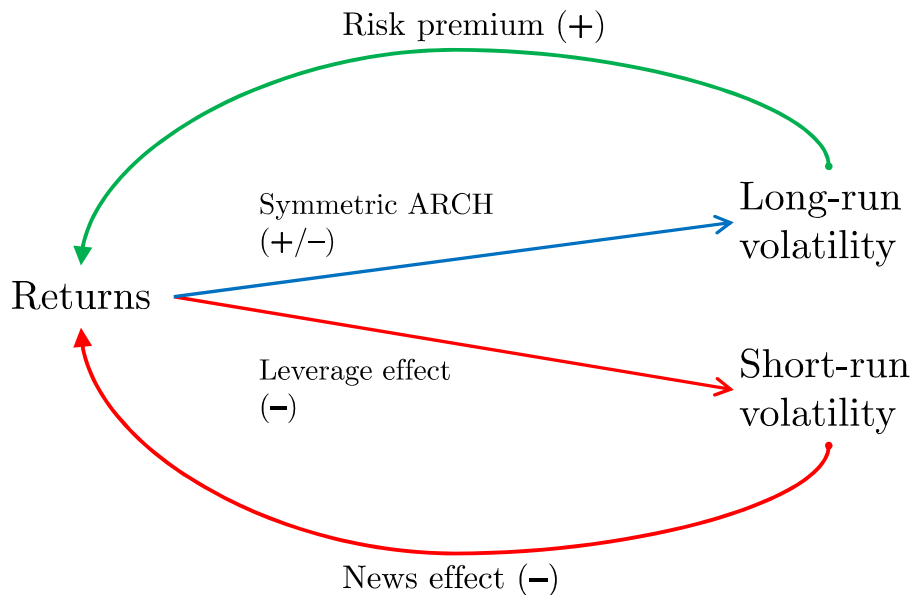 Risk premium (+)
Symmetric ARCH
(+/−)
Long-run
volatility
Returns
Leverage effect
(−)
Short-run
volatility
News effect (−)